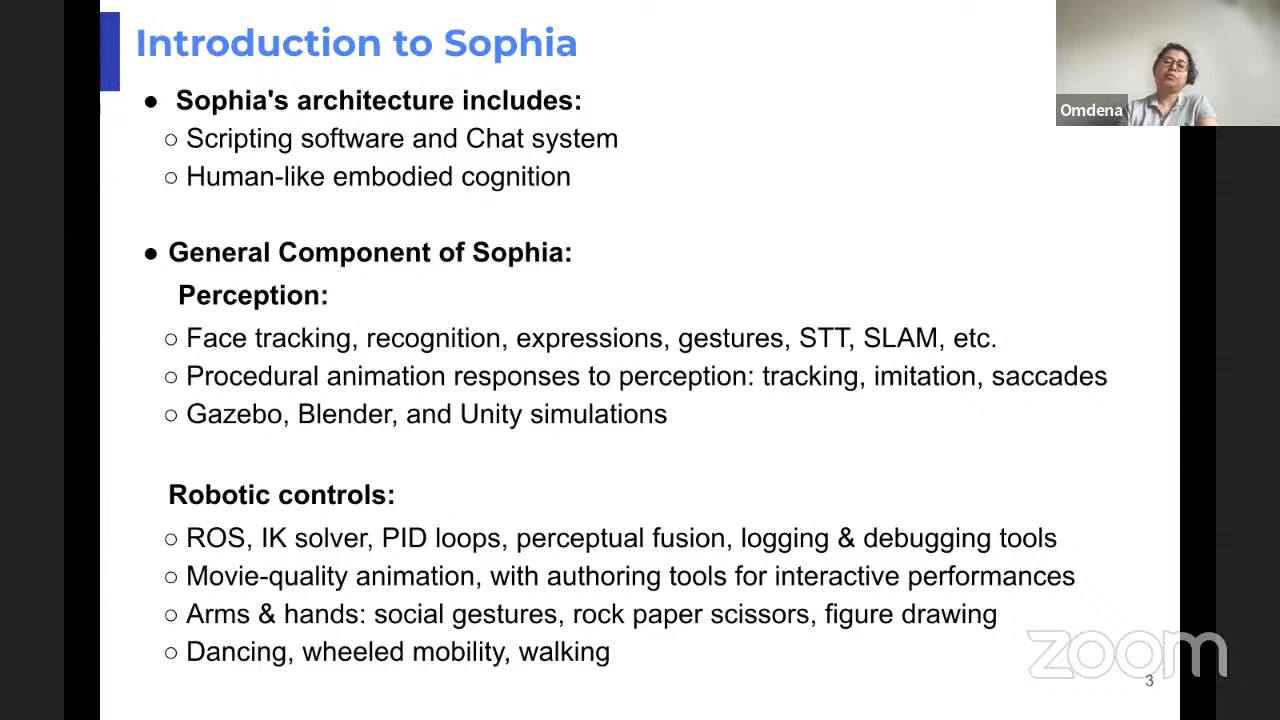 Introduction to Sophia
Omdena
● Sophia's architecture includes:
○ Scripting software and Chat system
○ Human-like embodied cognition
● General Component of Sophia:
Perception:
○ Face tracking, recognition, expressions, gestures, STT, SLAM, etc.
○ Procedural animation responses to perception: tracking, imitation, saccades
○ Gazebo, Blender, and Unity simulations
Robotic controls:
○ ROS, IK solver, PID loops, perceptual fusion, logging & debugging tools
○ Movie-quality animation, with authoring tools for interactive performances
○ Arms & hands: social gestures, rock paper scissors, figure drawing
○ Dancing, wheeled mobility, walking
zoom
3